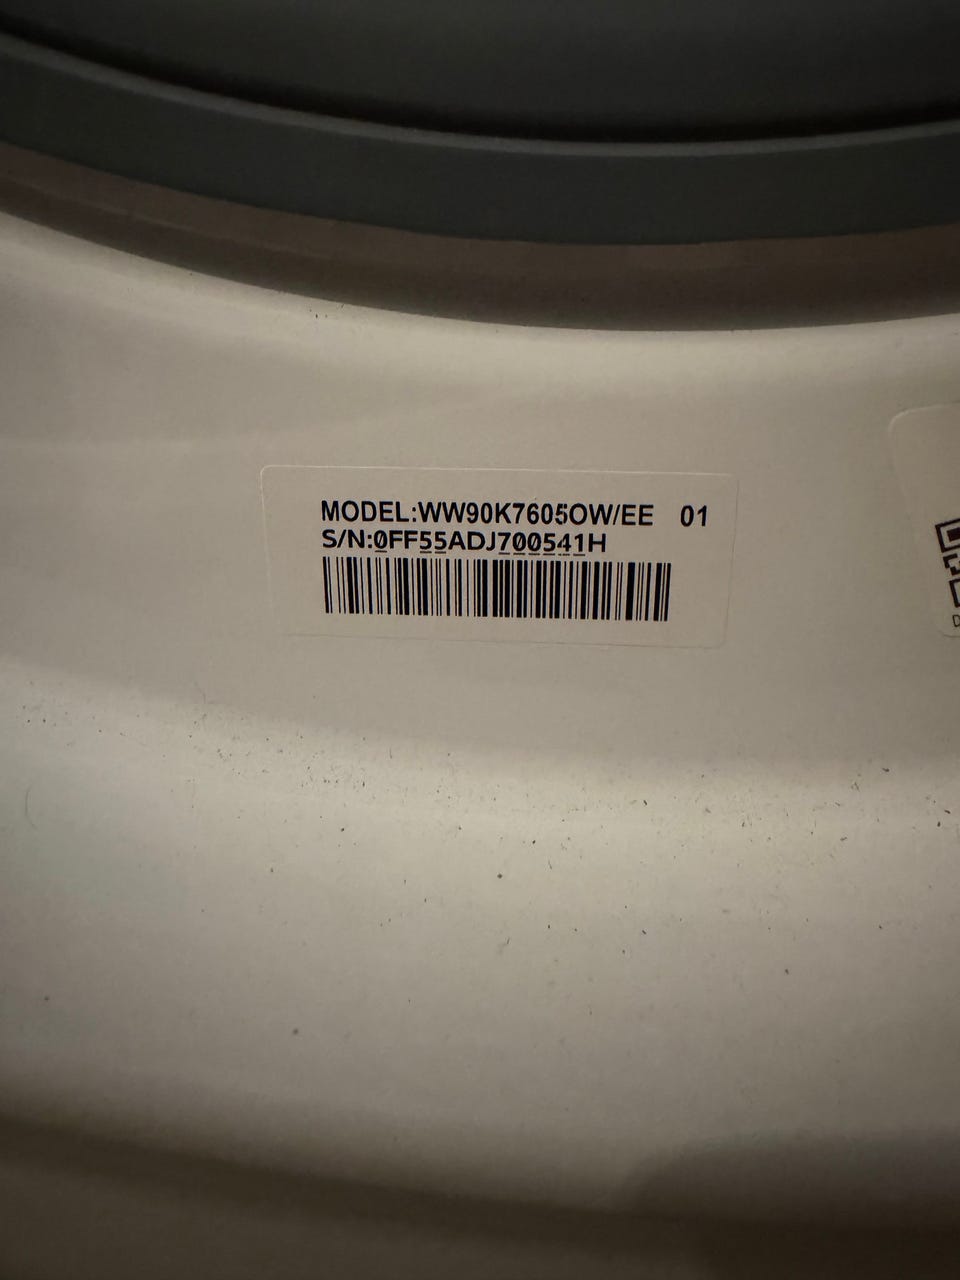 MODEL:WW90K7605OW/EE 01
S/N:0FF55ADJ700541H
D